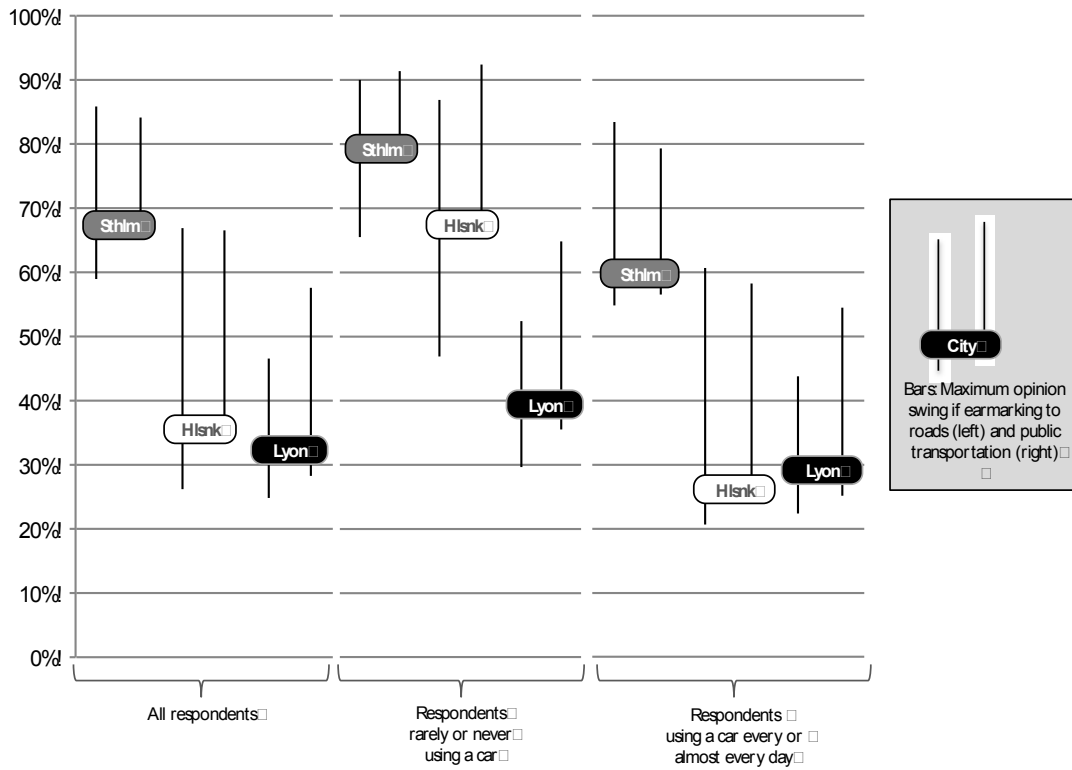 100%!
90%!
80%!
70%!
60%!
50%!
40%!
30%!
20%!
10%!
0%!
Sthlm□
Hlsnk□
Lyon□
Sthlm□
Hlsnk□
Lyon□
Sthlm□
Hlsnk□
Lyon□
All respondents□
Respondents□
rarely or never□
using a car□
Respondents □
using a car every or □
almost every day□
City□
Bars: Maximum opinion
swing if earmarking to
roads (left) and public
transportation (right)□
□